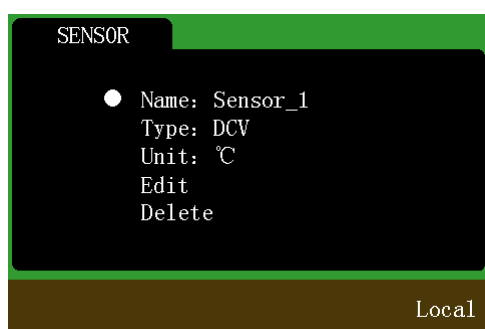 SENSOR
Name: Sensor_1
Type: DCV
Unit: ℃
Edit
Delete
Local